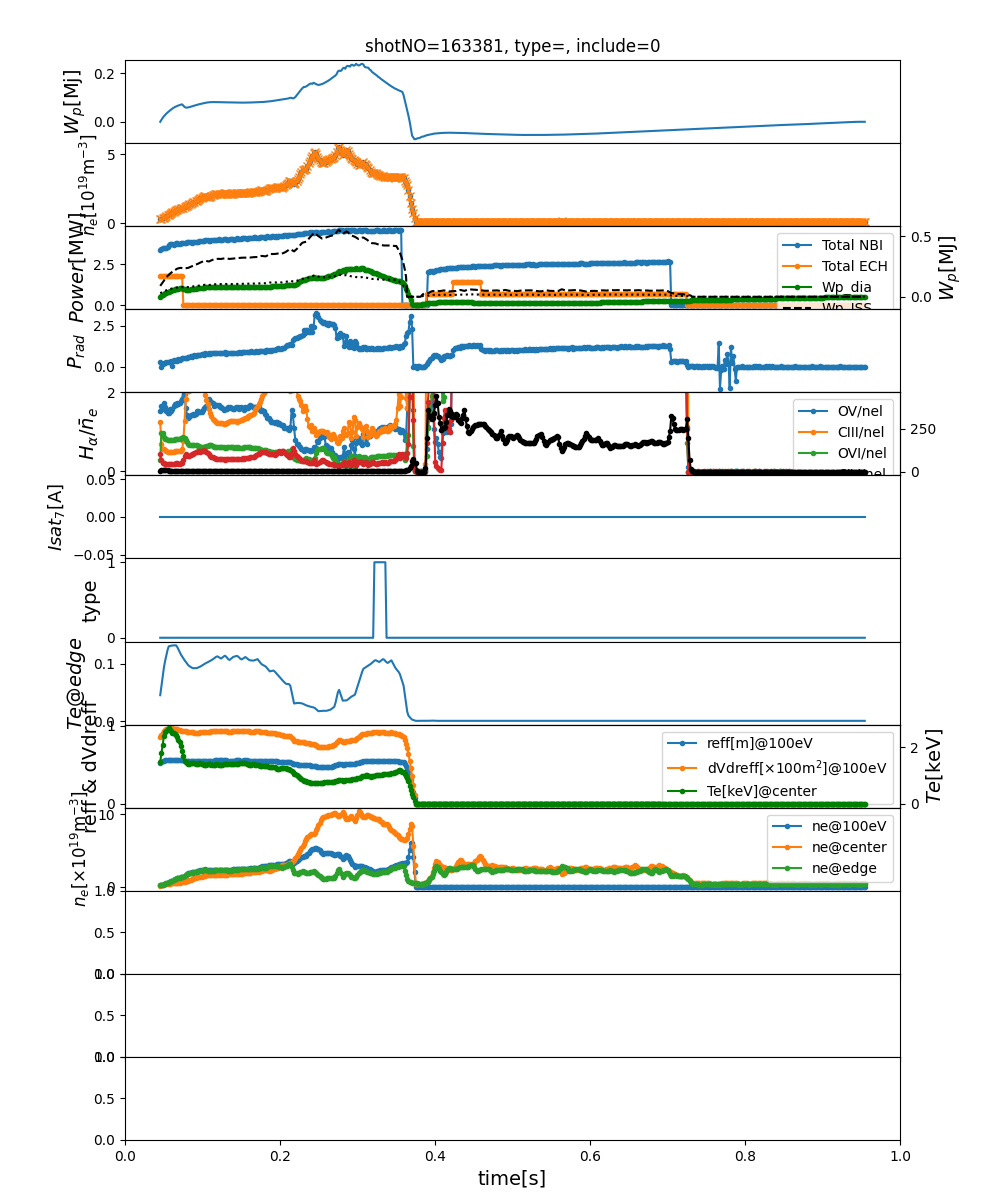 shotNO=163381, type=, include=0
W_p[Mj]
0.2
0.0
n_e[10^19 m^-3]
5
0
Power[MW]
2.5
0.0
Total NBI
Total ECH
Wp_dia
Wp_ISS
0.5
0.0
W_p[MJ]
P_rad
2.5
0.0
H_α/n̄_e
2
0
OV/nel
CIII/nel
OVI/nel
250
0
Isat_7[A]
0.05
0.00
−0.05
type
1
0
Te@edge
0.1
0.0
reff & dVdreff
1
0
reff[m]@100eV
dVdreff[×100m^2]@100eV
Te[keV]@center
2
0
Te[keV]
n_e[×10^19 m^-3]
10
0
ne@100eV
ne@center
ne@edge
1.0
0.5
0.0
1.0
0.5
0.0
1.0
0.5
0.0
0.0 0.2 0.4 0.6 0.8 1.0
time[s]